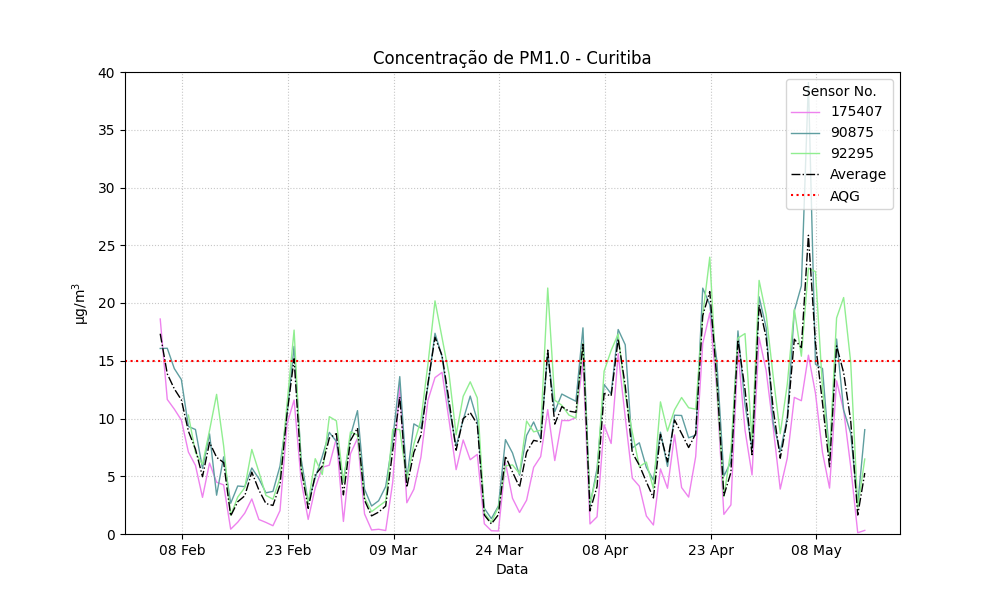 Concentração de PM1.0 - Curitiba
40
35
30
25
20
15
10
5
0
µg/m³
Sensor No.
175407
90875
92295
Average
AQG
08 Feb
23 Feb
09 Mar
24 Mar
08 Apr
23 Apr
08 May
Data